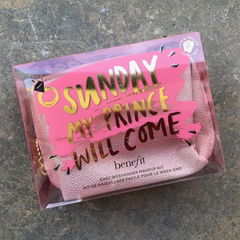 SUNDAY
MY PRINCE
WILL COME
benefit
EASY WEEKENDER MAKEUP KIT
KIT DE MAQUILLAGE FACILE POUR LE WEEK-END